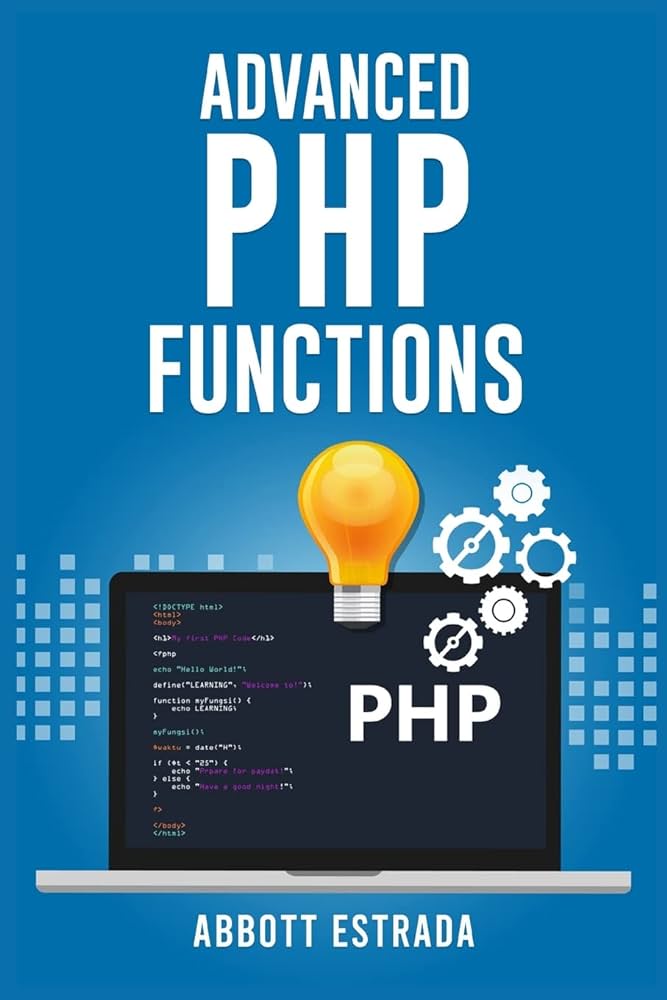 ADVANCED
PHP
FUNCTIONS
<!DOCTYPE html>
<html>
<body>
<h1>My first PHP Code</h1>
<?php
echo "Hello World!";
define("LEARNING", "Welcome to!");
function myFungsi() {
echo LEARNING;
}
myFungsi();
$waktu = date("H");
if ($t < "25") {
echo "Prpare for payday!";
} else {
echo "Have a good night!";
}
?>
</body>
</html>
PHP
ABBOTT ESTRADA